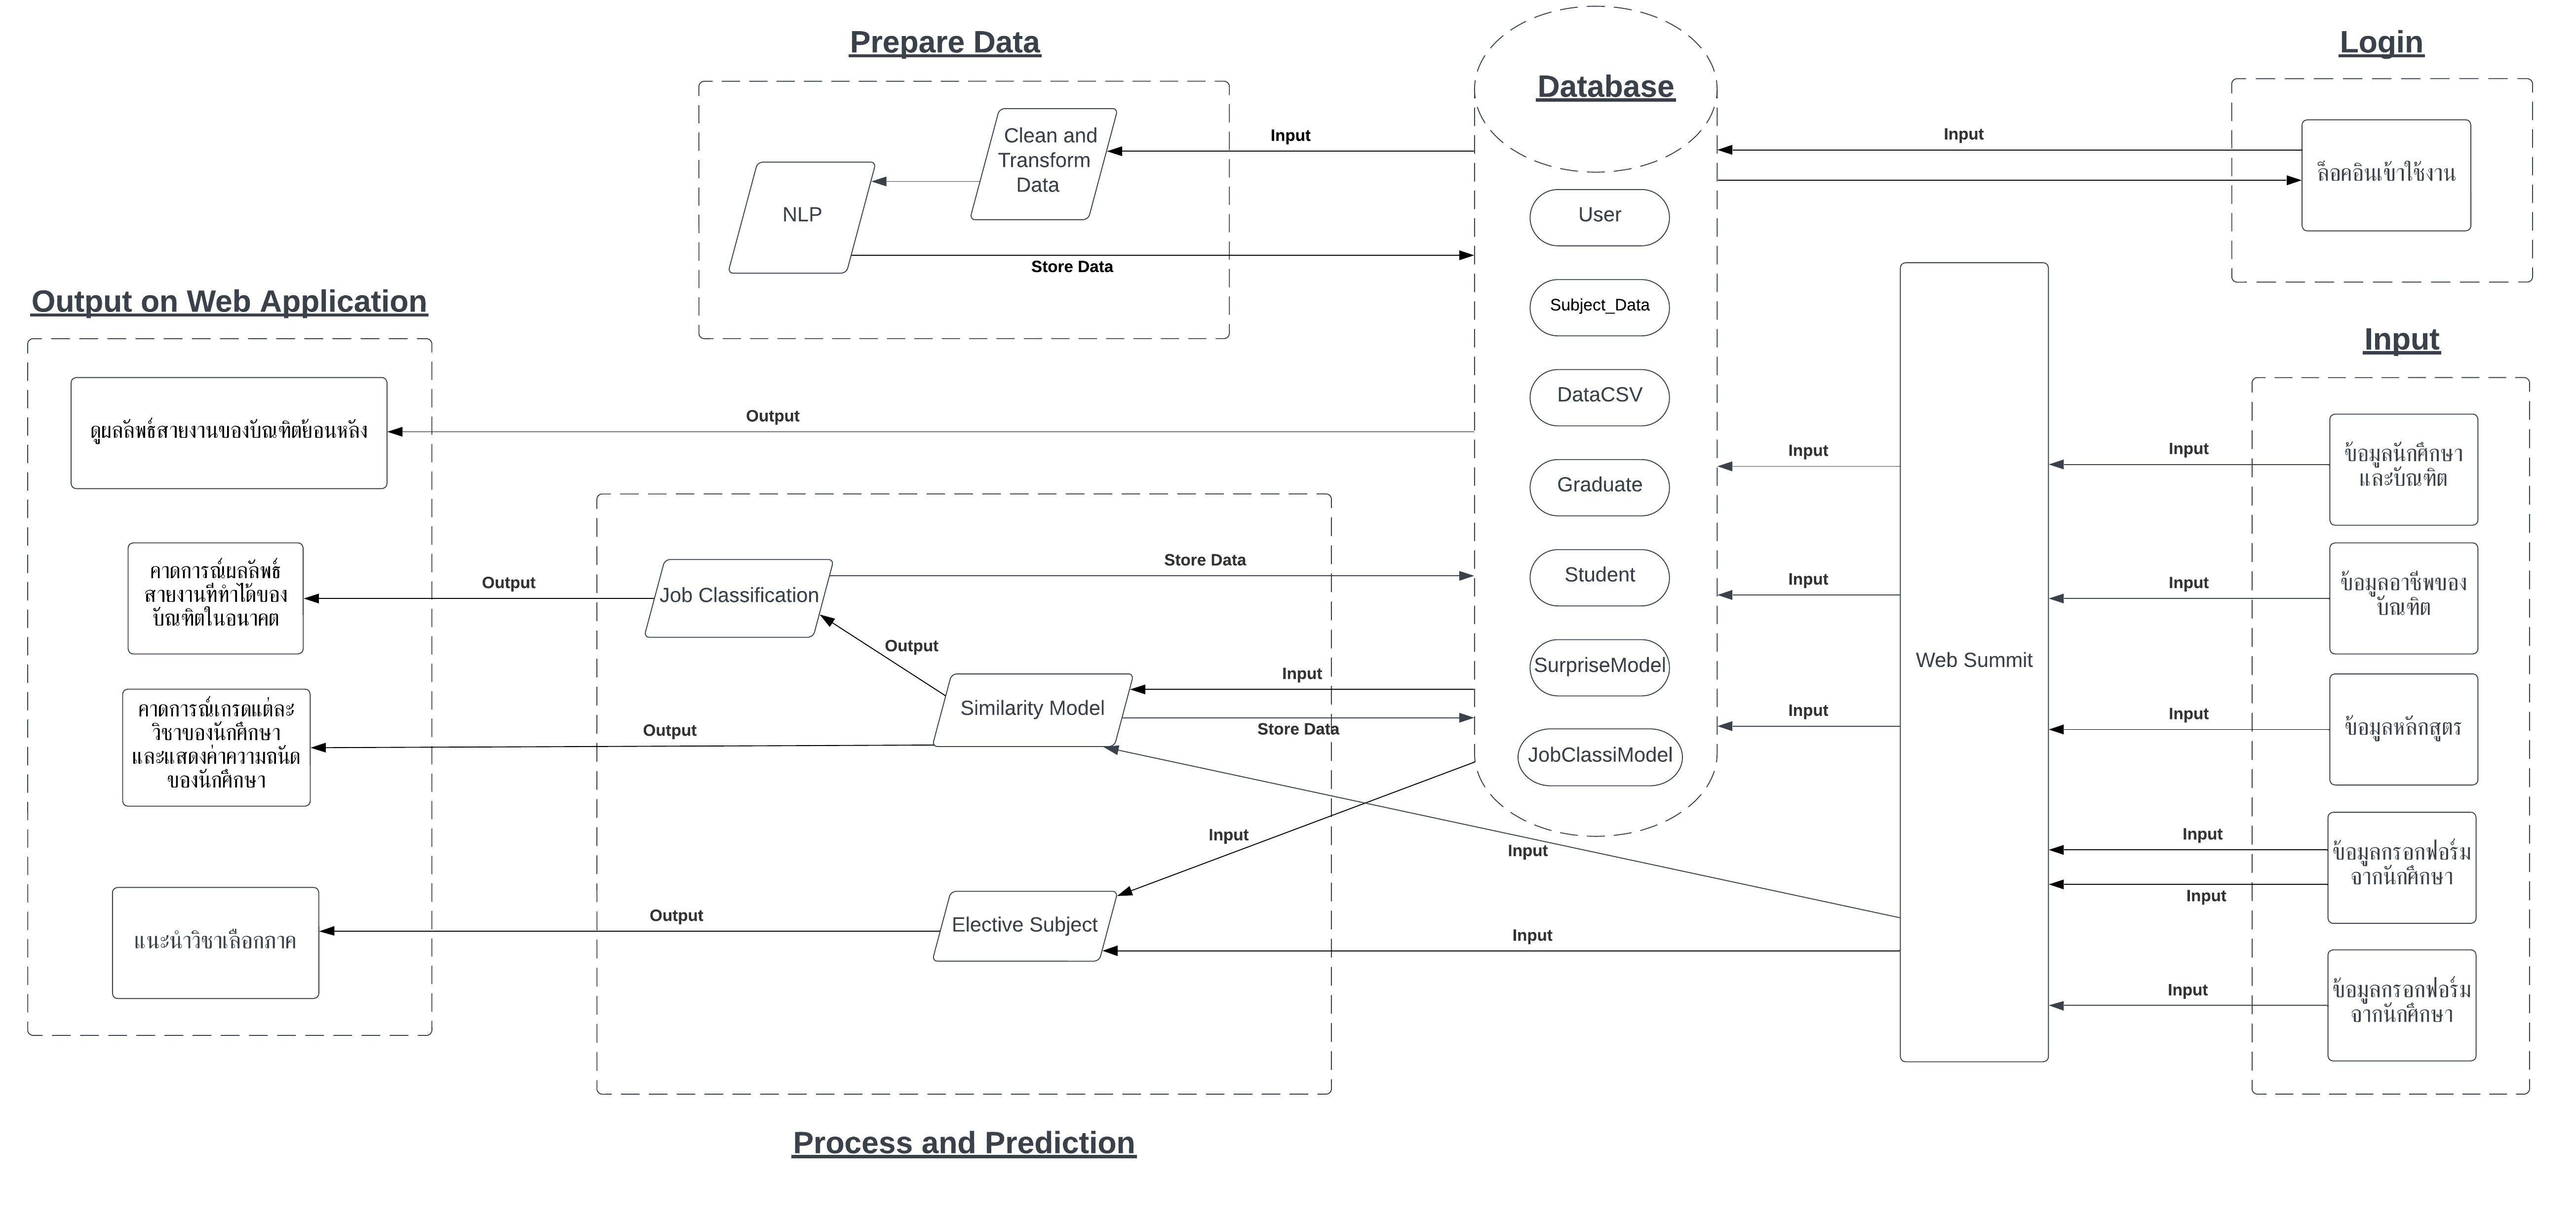 Prepare Data
Clean and
Transform
Data
NLP
Input
Store Data
Database
User
Subject_Data
DataCSV
Graduate
Student
SurpriseModel
JobClassiModel
Login
ล็อคอินเข้าใช้งาน
Input
Output on Web Application
ดูผลลัพธ์สายงานของบัณฑิตย้อนหลัง
คาดการณ์ผลลัพธ์
สายงานที่ทำได้ของ
บัณฑิตในอนาคต
คาดการณ์เกรดแต่ละ
วิชาของนักศึกษา
และแสดงค่าความถนัด
ของนักศึกษา
แนะนำวิชาเลือกภาค
Output
Output
Output
Output
Job Classification
Store Data
Output
Similarity Model
Input
Store Data
Input
Elective Subject
Input
Input
Process and Prediction
Input
Input
Input
Web Summit
Input
Input
Input
Input
Input
Input
Input
ข้อมูลนักศึกษา
และบัณฑิต
ข้อมูลอาชีพของ
บัณฑิต
ข้อมูลหลักสูตร
ข้อมูลกรอกฟอร์ม
จากนักศึกษา
ข้อมูลกรอกฟอร์ม
จากนักศึกษา